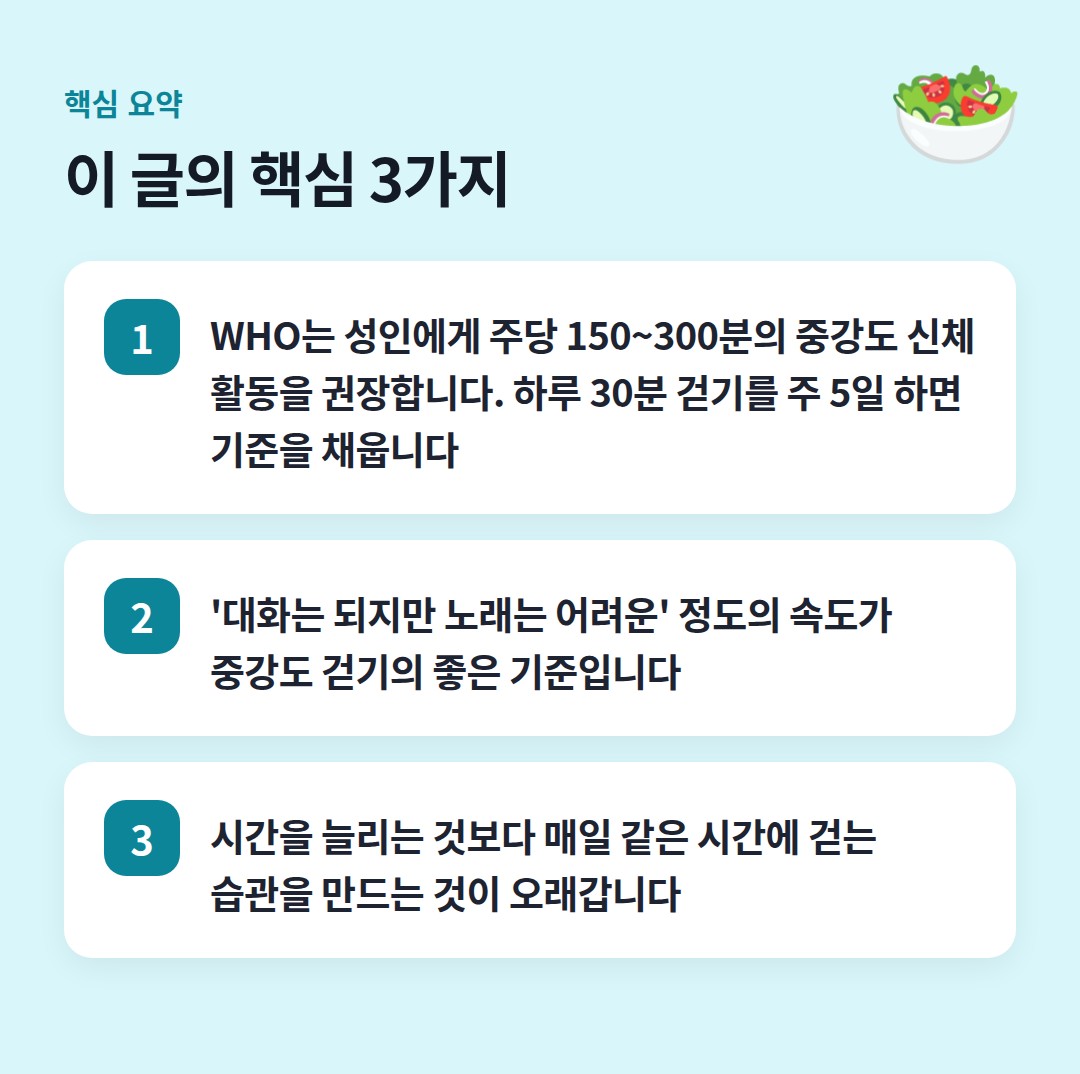 핵심 요약
이 글의 핵심 3가지
1
WHO는 성인에게 주당 150~300분의 중강도 신체
활동을 권장합니다. 하루 30분 걷기를 주 5일 하면
기준을 채웁니다
2
'대화는 되지만 노래는 어려운' 정도의 속도가
중강도 걷기의 좋은 기준입니다
3
시간을 늘리는 것보다 매일 같은 시간에 걷는
습관을 만드는 것이 오래갑니다